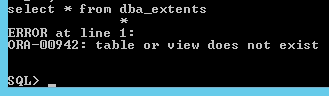 select * from dba_extents
*
ERROR at line 1:
ORA-00942: table or view does not exist
SQL> _